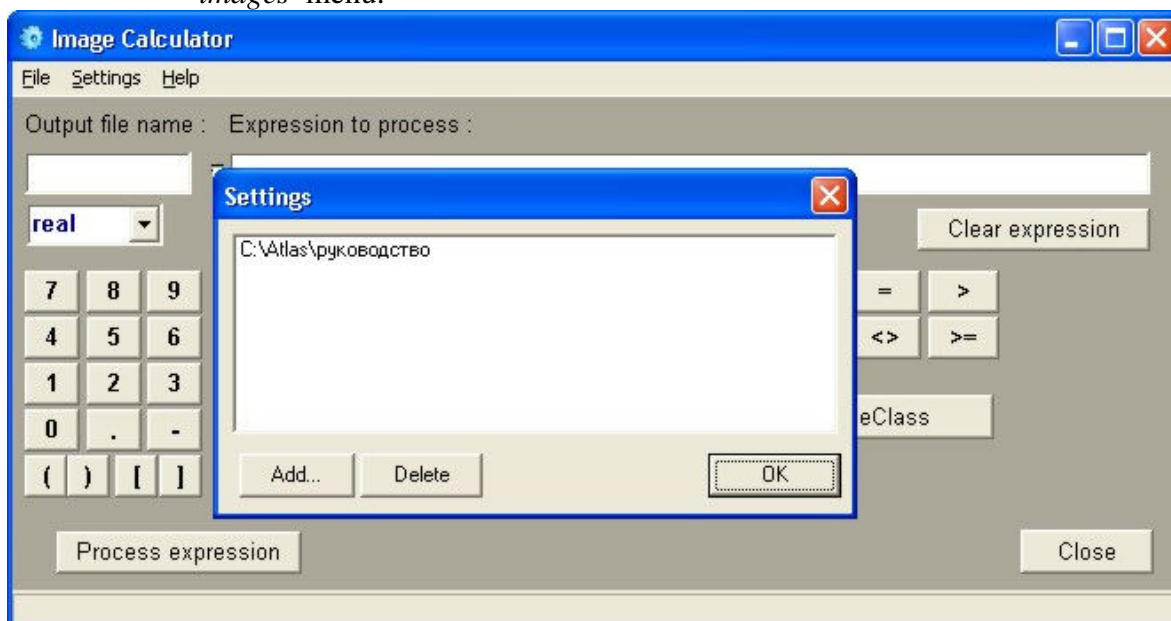 images" menu.
Image Calculator
File Settings Help
Output file name : Expression to process :
=
Settings
real
Clear expression
C:\Atlas\руководство
7 8 9 = >
4 5 6 <> >=
1 2 3
0 . - eClass
( ) [ ]
Add... Delete OK
Process expression Close